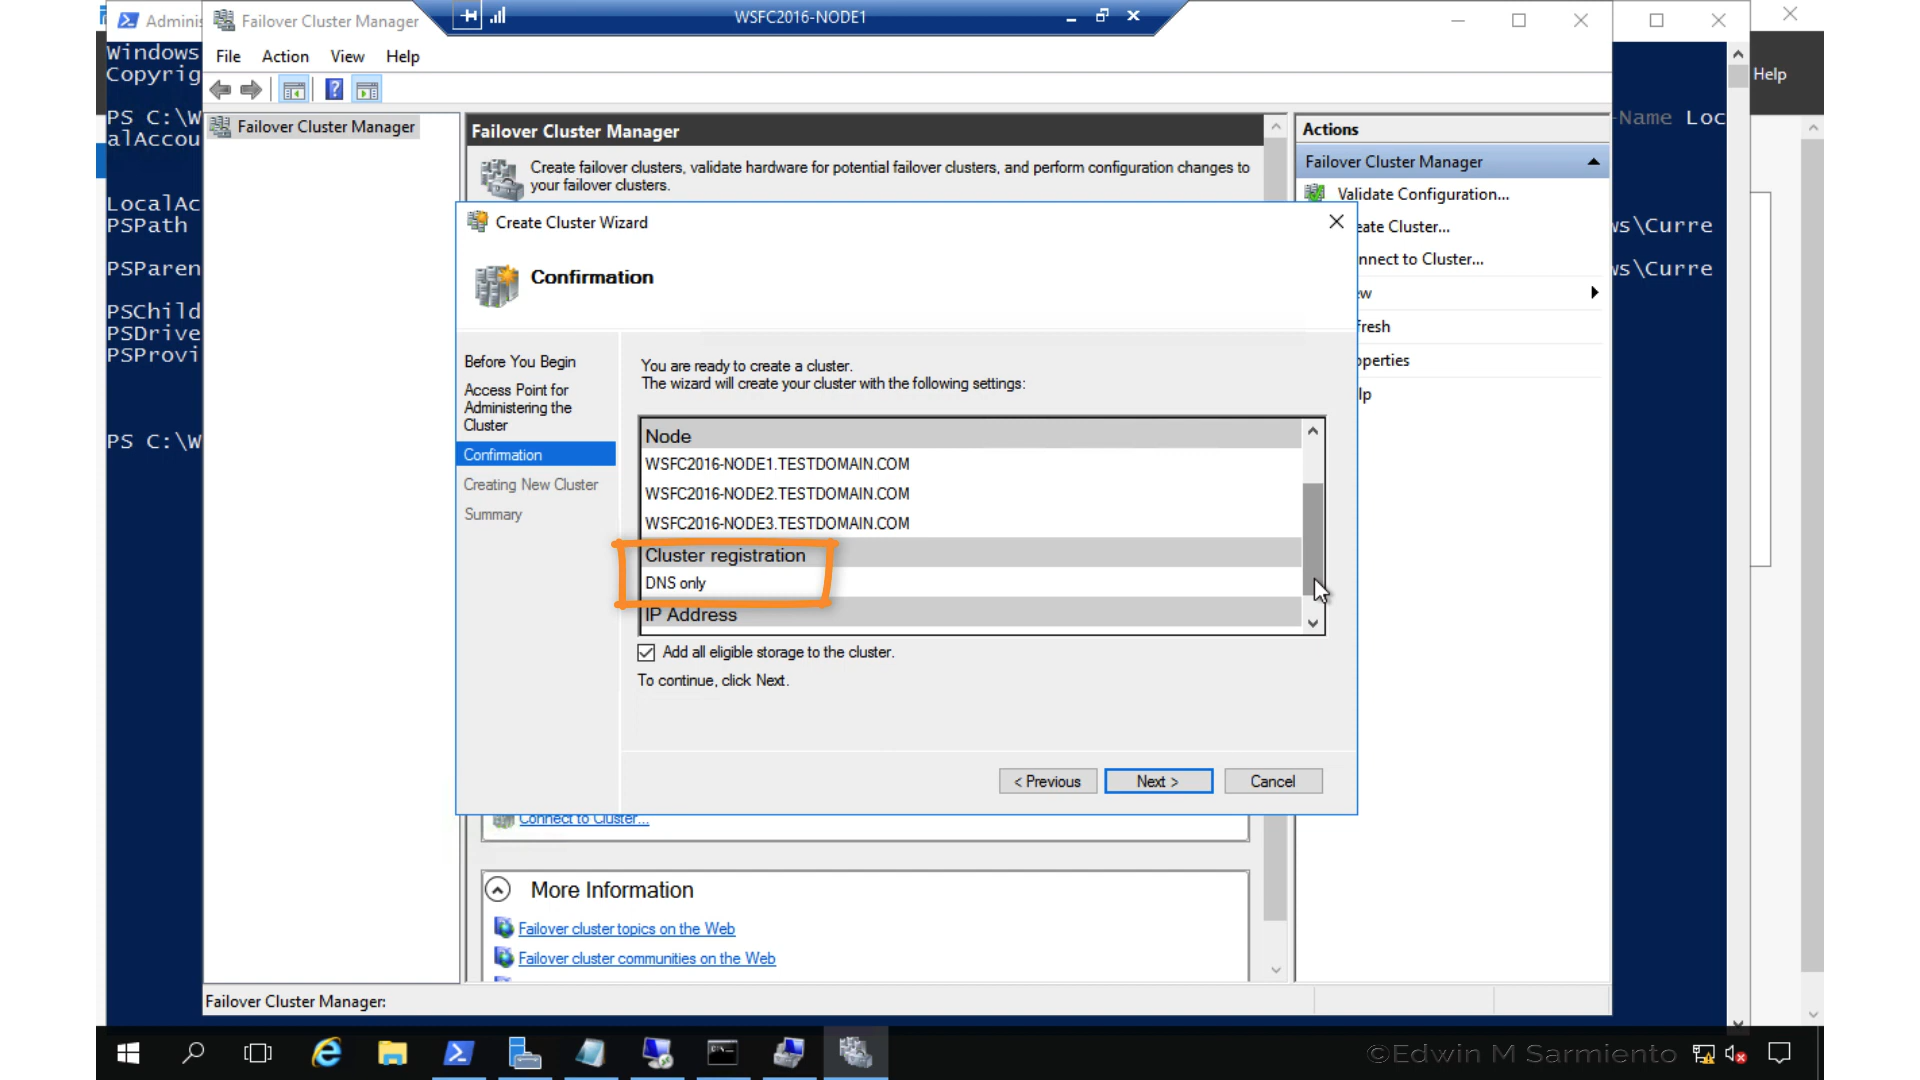 Adminis
Failover Cluster Manager
WSFC2016-NODE1
File Action View Help
Help
Windows
Copyrig
PS C:\W
alAccou
-Name Loc
LocalAc
PSPath
ws\Curre
PSParen
ws\Curre
PSChild
PSDrive
PSProvi
PS C:\W
Failover Cluster Manager
Failover Cluster Manager
Create failover clusters, validate hardware for potential failover clusters, and perform configuration changes to
your failover clusters.
Actions
Failover Cluster Manager
Validate Configuration...
eate Cluster...
nnect to Cluster...
ew
fresh
operties
lp
Create Cluster Wizard
Confirmation
Before You Begin
Access Point for
Administering the
Cluster
Confirmation
Creating New Cluster
Summary
You are ready to create a cluster.
The wizard will create your cluster with the following settings:
Node
WSFC2016-NODE1.TESTDOMAIN.COM
WSFC2016-NODE2.TESTDOMAIN.COM
WSFC2016-NODE3.TESTDOMAIN.COM
Cluster registration
DNS only
IP Address
Add all eligible storage to the cluster.
To continue, click Next.
< Previous
Next >
Cancel
Connect to Cluster...
More Information
Failover cluster topics on the Web
Failover cluster communities on the Web
Failover Cluster Manager:
©Edwin M Sarmiento